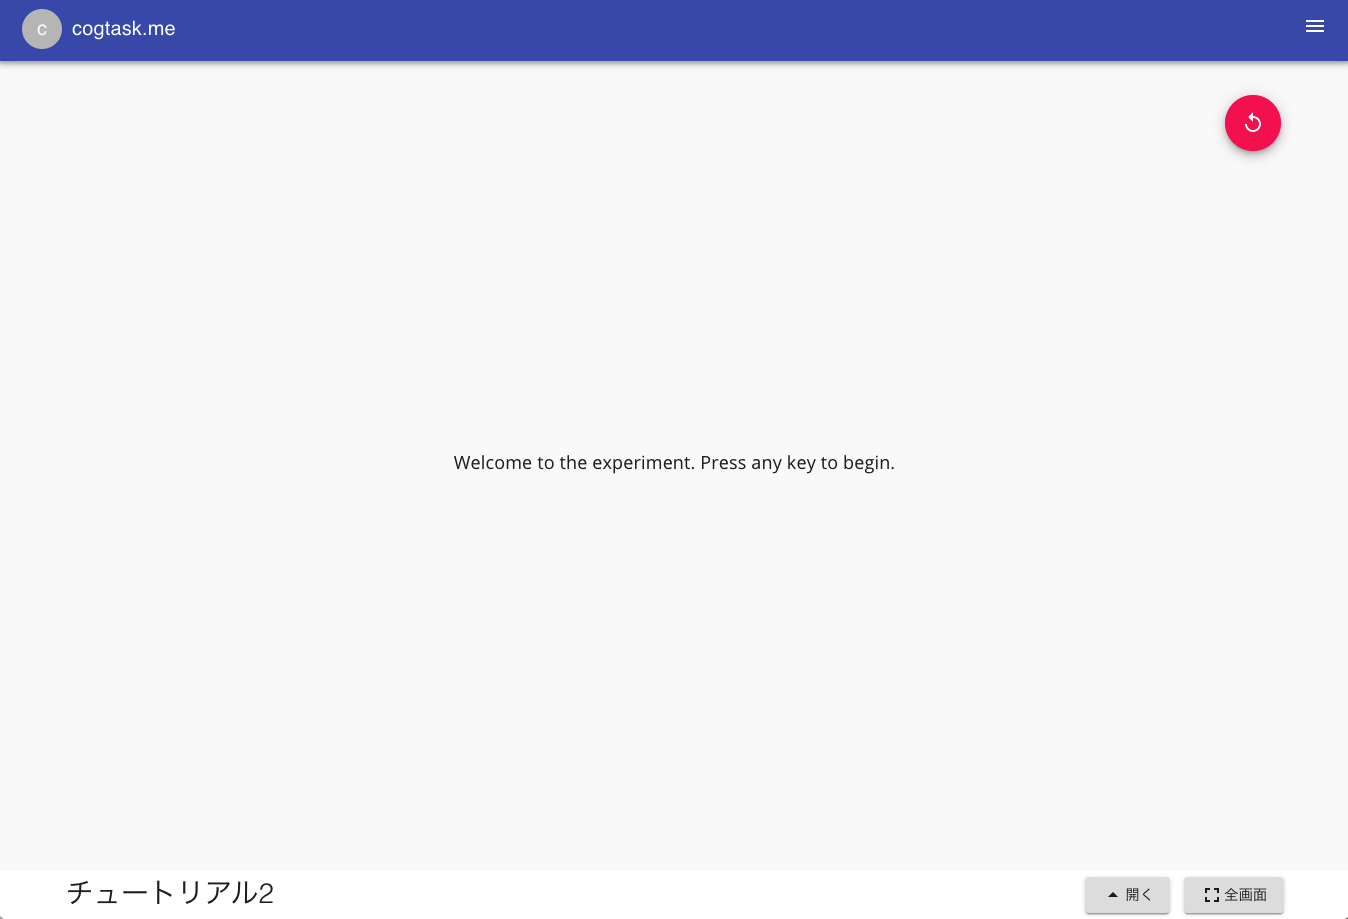 c cogtask.me
Welcome to the experiment. Press any key to begin.
チュートリアル2
開く
全画面